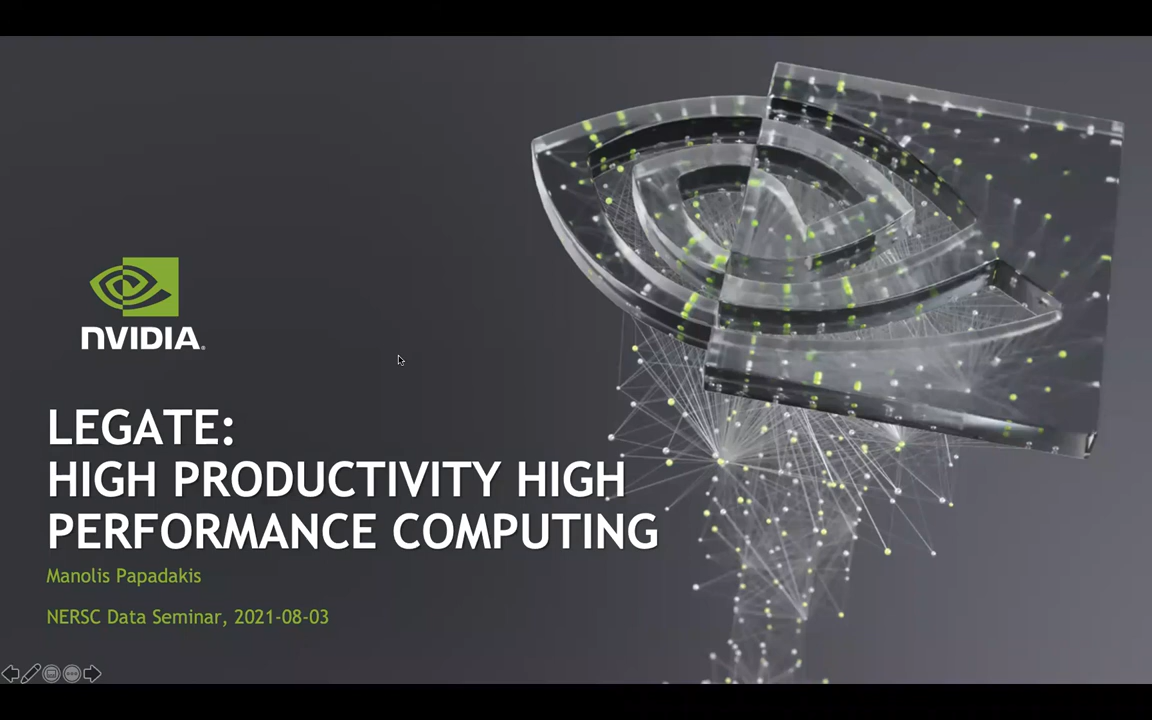 NVIDIA.
LEGATE:
HIGH PRODUCTIVITY HIGH
PERFORMANCE COMPUTING
Manolis Papadakis
NERSC Data Seminar, 2021-08-03